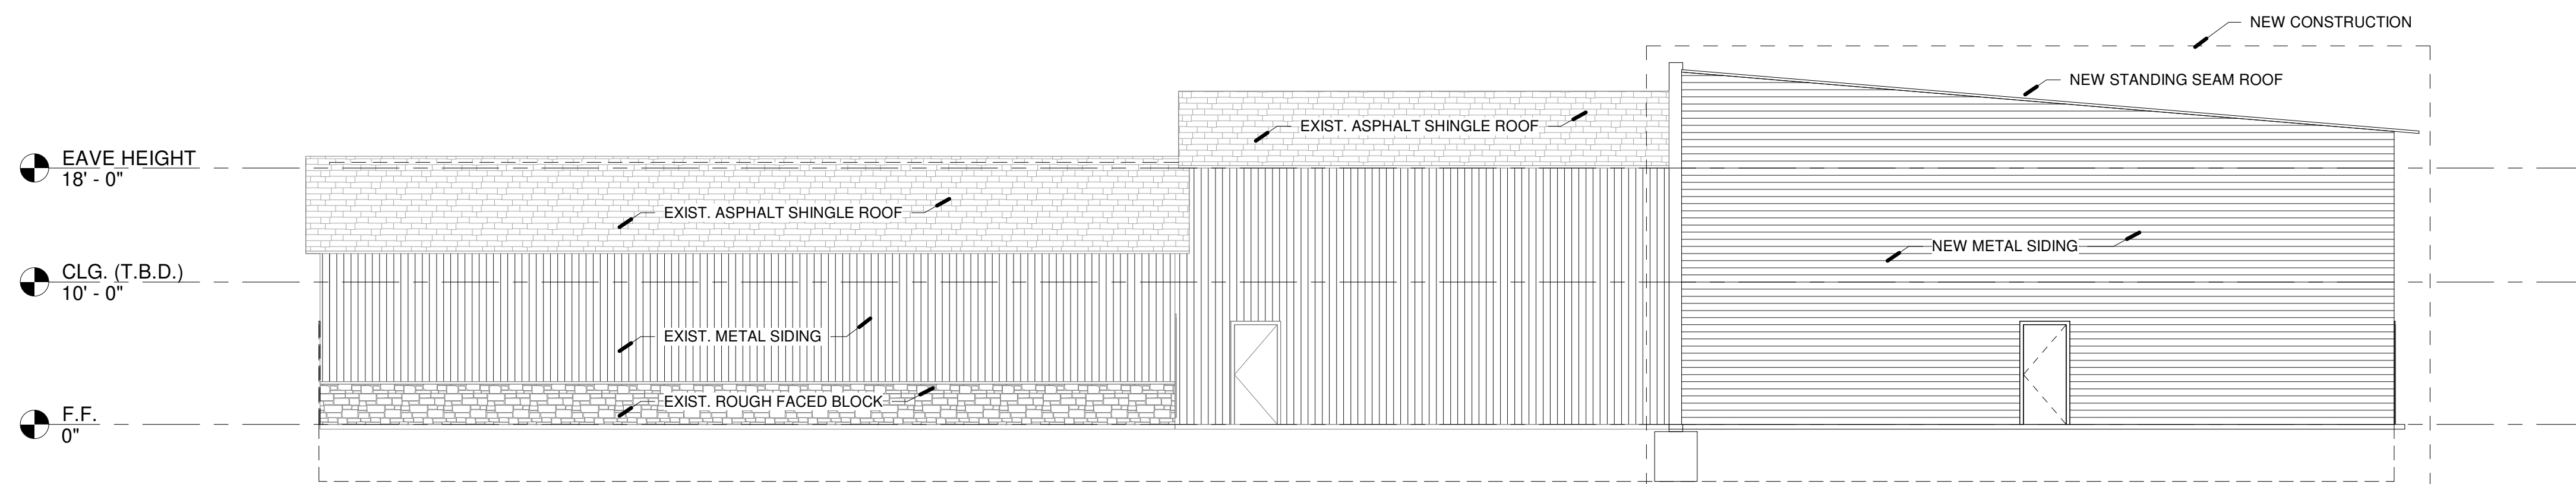 NEW CONSTRUCTION
NEW STANDING SEAM ROOF
EXIST. ASPHALT SHINGLE ROOF
EAVE HEIGHT
18' - 0"
EXIST. ASPHALT SHINGLE ROOF
NEW METAL SIDING
CLG. (T.B.D.)
10' - 0"
EXIST. METAL SIDING
EXIST. ROUGH FACED BLOCK
F.F.
0"